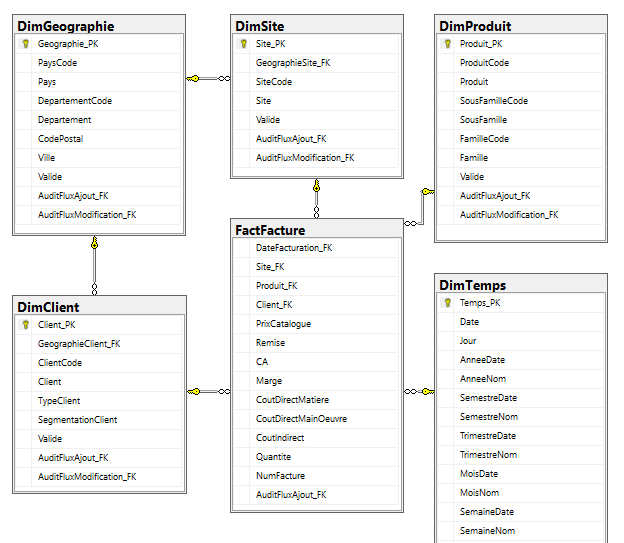 DimGeographie
Geographie_PK
PaysCode
Pays
DepartementCode
Departement
CodePostal
Ville
Valide
AuditFluxAjout_FK
AuditFluxModification_FK
DimSite
Site_PK
GeographieSite_FK
SiteCode
Site
Valide
AuditFluxAjout_FK
AuditFluxModification_FK
DimProduit
Produit_PK
ProduitCode
Produit
SousFamilleCode
SousFamille
FamilleCode
Famille
Valide
AuditFluxAjout_FK
AuditFluxModification_FK
DimClient
Client_PK
GeographieClient_FK
ClientCode
Client
TypeClient
SegmentationClient
Valide
AuditFluxAjout_FK
AuditFluxModification_FK
FactFacture
DateFacturation_FK
Site_FK
Produit_FK
Client_FK
PrixCatalogue
Remise
CA
Marge
CoutDirectMatiere
CoutDirectMainOeuvre
CoutIndirect
Quantite
NumFacture
AuditFluxAjout_FK
DimTemps
Temps_PK
Date
Jour
AnneeDate
AnneeNom
SemestreDate
SemestreNom
TrimestreDate
TrimestreNom
MoisDate
MoisNom
SemaineDate
SemaineNom